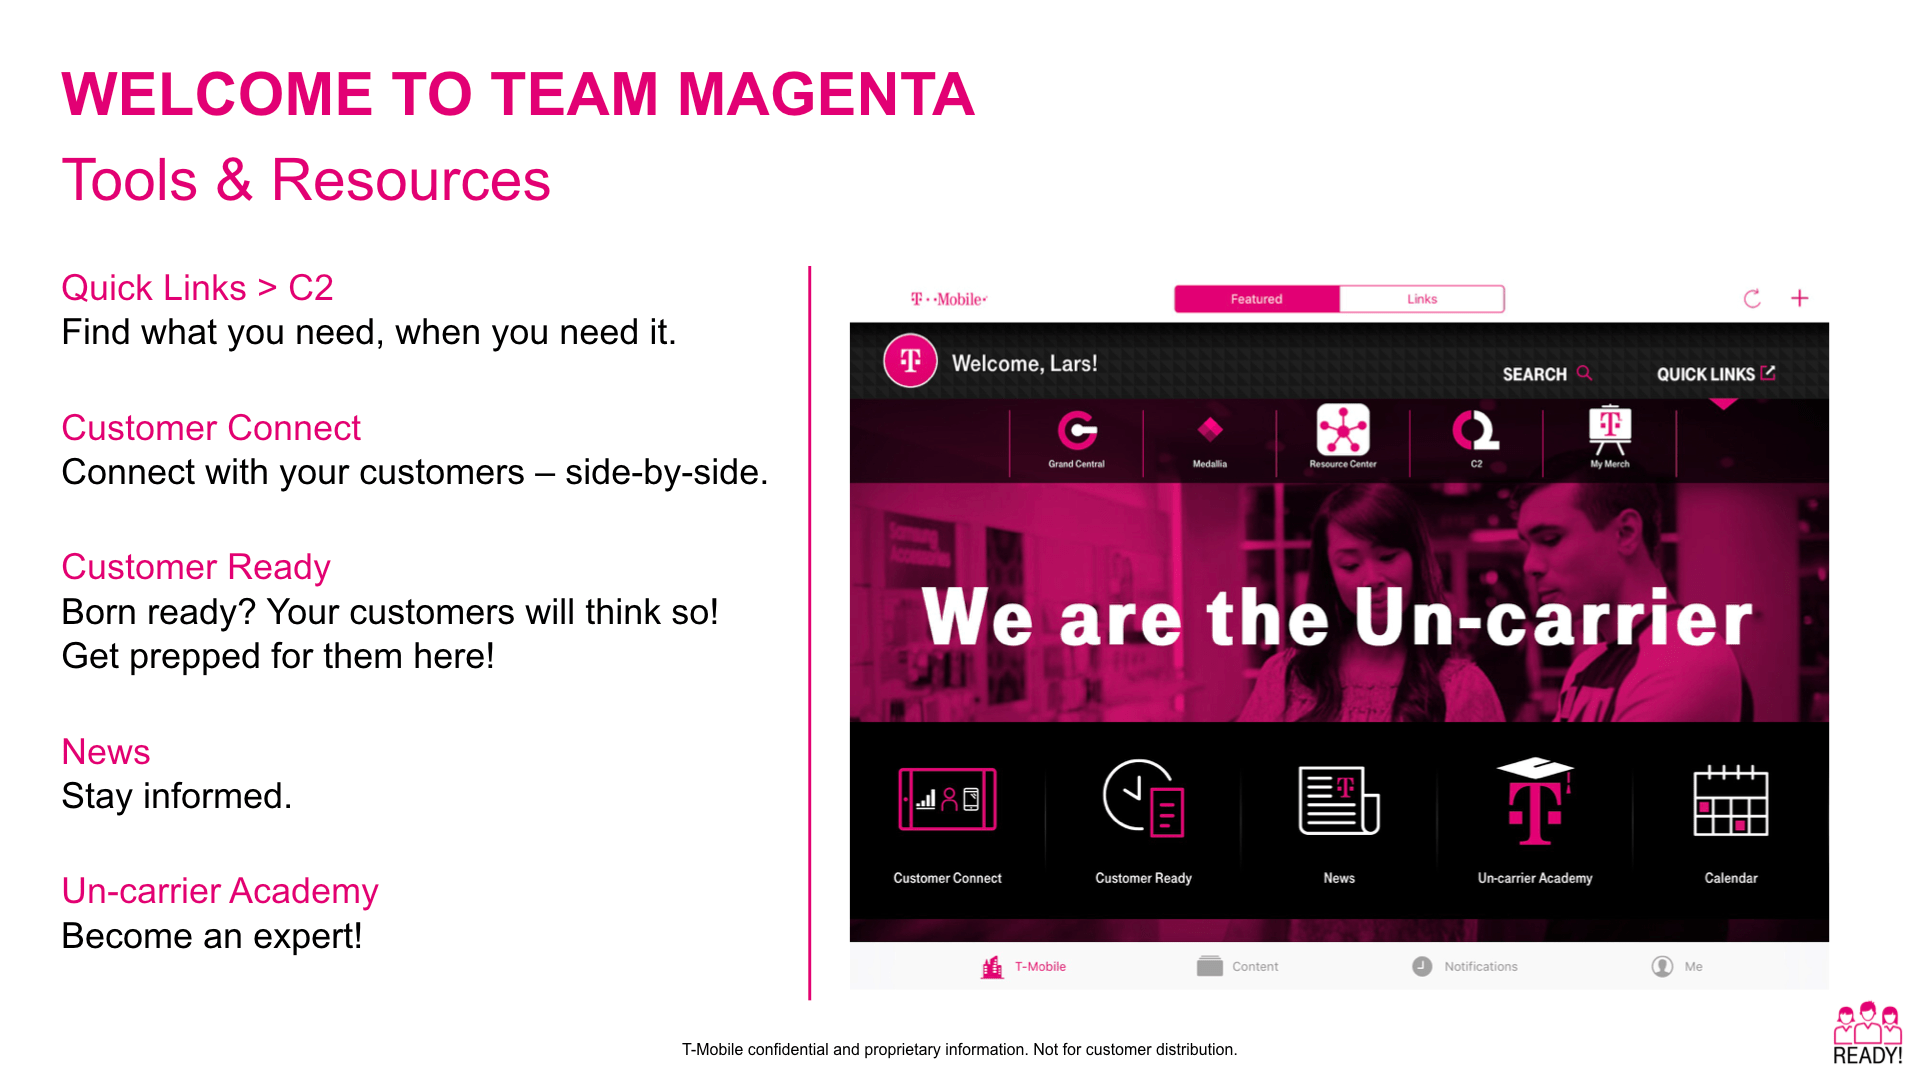 WELCOME TO TEAM MAGENTA
Tools & Resources
Quick Links > C2
Find what you need, when you need it.
Customer Connect
Connect with your customers – side-by-side.
Customer Ready
Born ready? Your customers will think so!
Get prepped for them here!
News
Stay informed.
Un-carrier Academy
Become an expert!
T··Mobile·
Featured
Links
T
Welcome, Lars!
SEARCH
QUICK LINKS
Grand Central
Medallia
Resource Center
C2
My Merch
Samsung
Accessories
We are the Un-carrier
Customer Connect
Customer Ready
News
Un-carrier Academy
Calendar
T-Mobile
Content
Notifications
Me
T-Mobile confidential and proprietary information. Not for customer distribution.
READY!